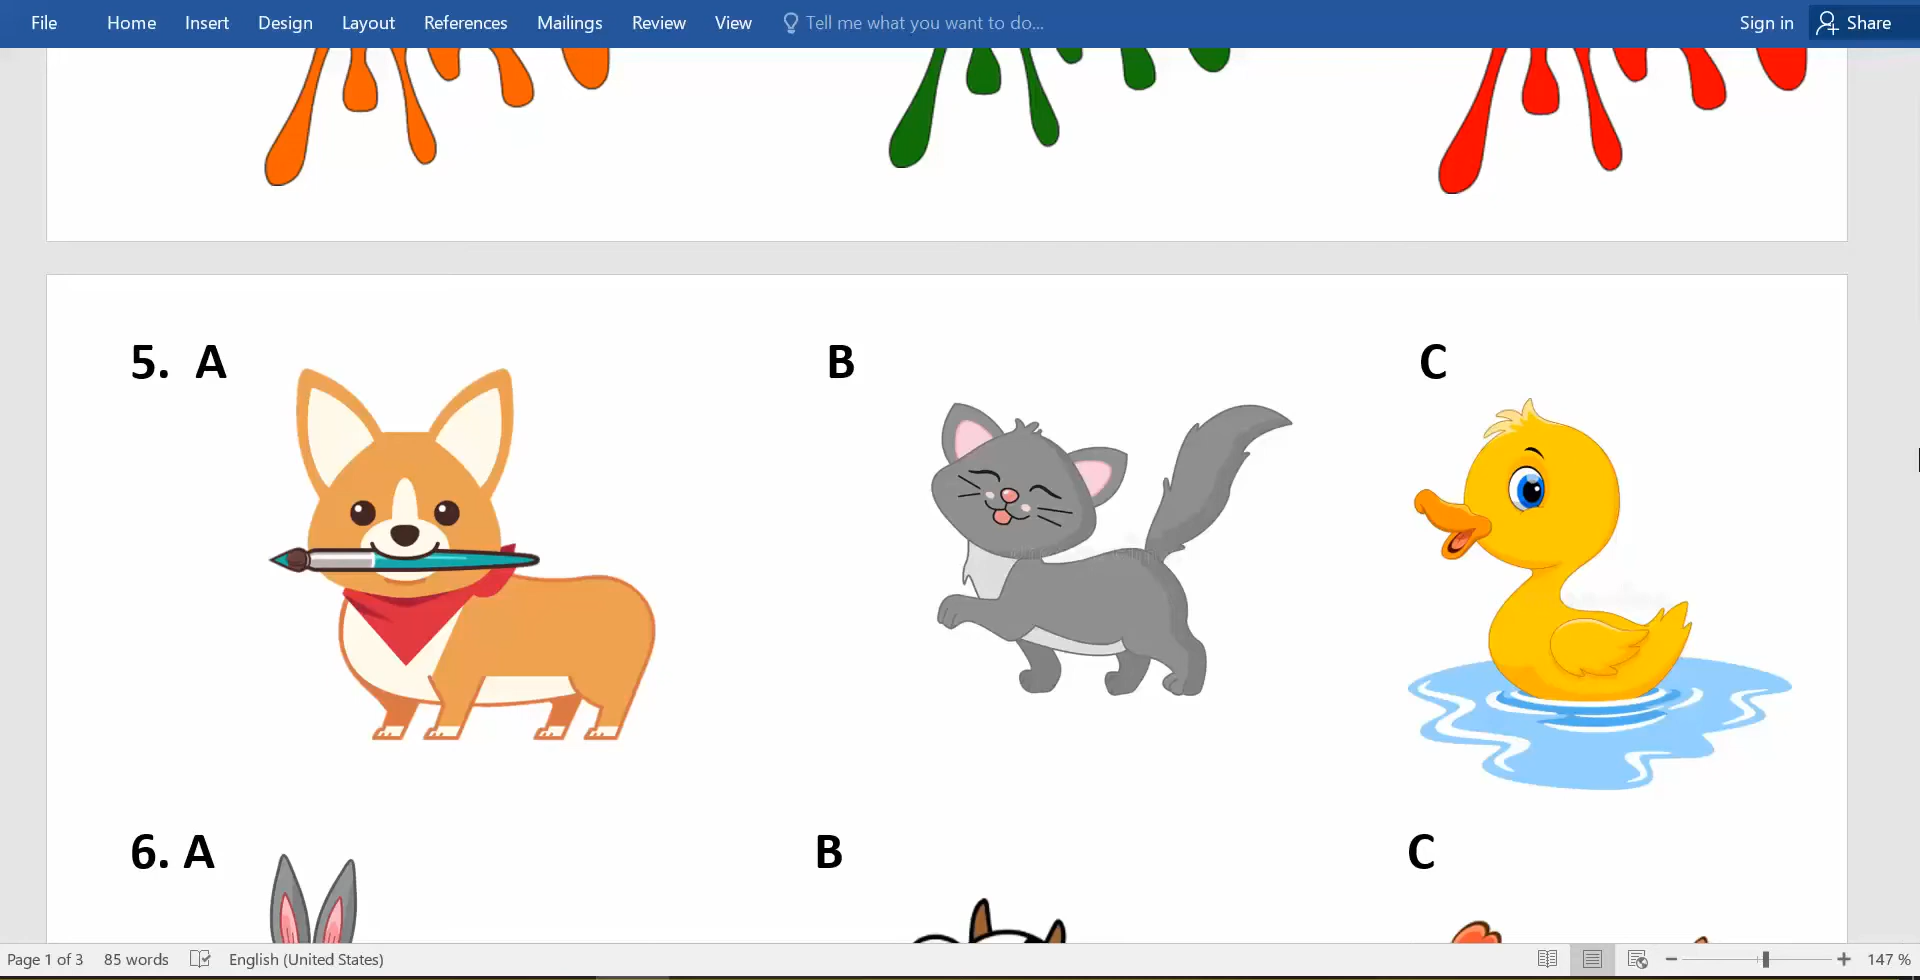 File Home Insert Design Layout References Mailings Review View Tell me what you want to do... Sign in Share
5. A B C
6. A B C
Page 1 of 3 85 words English (United States) 147 %